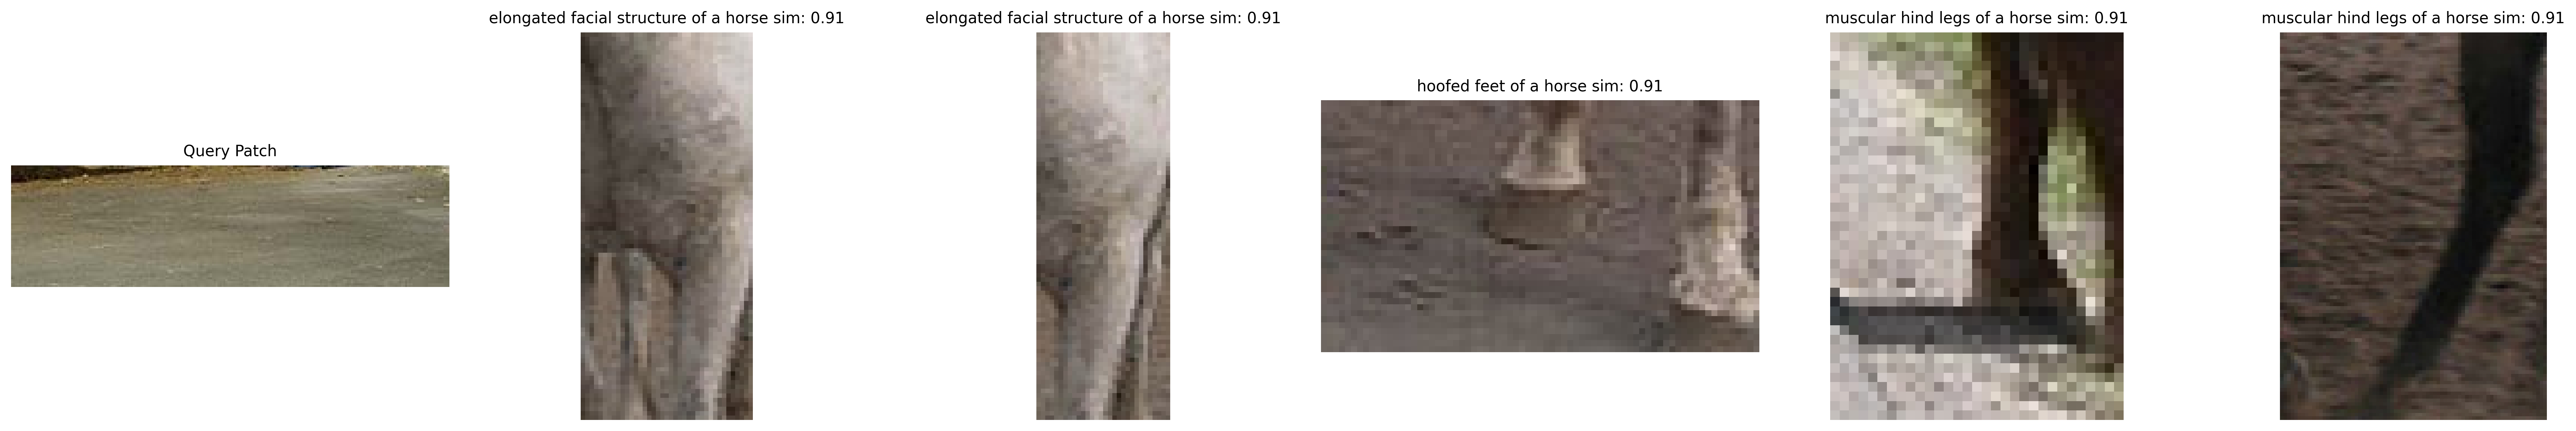 Query Patch
elongated facial structure of a horse sim: 0.91
elongated facial structure of a horse sim: 0.91
hoofed feet of a horse sim: 0.91
muscular hind legs of a horse sim: 0.91
muscular hind legs of a horse sim: 0.91